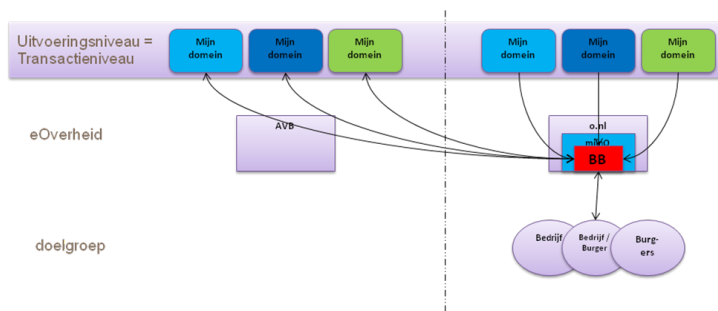 Uitvoeringsniveau =
Transactieniveau
Mijn
domein
Mijn
domein
Mijn
domein
Mijn
domein
Mijn
domein
Mijn
domein
eOverheid
AVB
o.nl
BB
doelgroep
Bedrijf
Bedrijf /
Burger
Burg-
ers